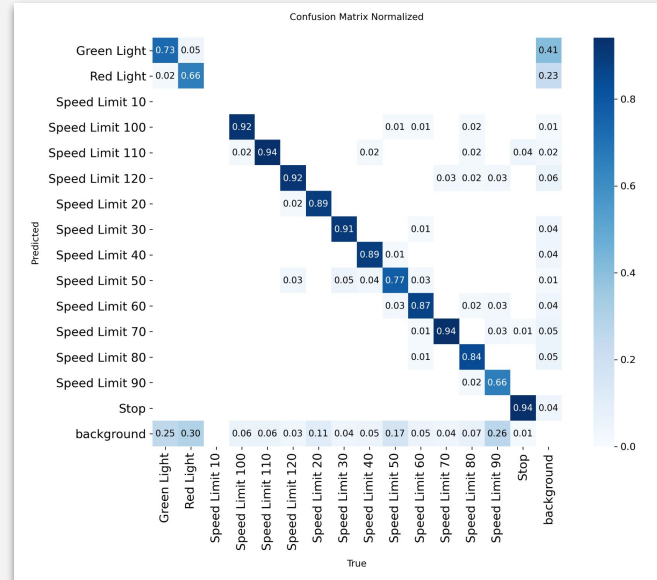 Confusion Matrix Normalized
Green Light 0.73 0.05 0.41
Red Light 0.02 0.66 0.23
Speed Limit 10
Speed Limit 100 0.92 0.01 0.01 0.02 0.01
Speed Limit 110 0.02 0.94 0.02 0.02 0.04 0.02
Speed Limit 120 0.92 0.03 0.02 0.03 0.06
Speed Limit 20 0.02 0.89
Speed Limit 30 0.91 0.01 0.04
Speed Limit 40 0.89 0.01 0.04
Speed Limit 50 0.03 0.05 0.04 0.77 0.03 0.01
Speed Limit 60 0.03 0.87 0.02 0.03 0.04
Speed Limit 70 0.01 0.94 0.03 0.01 0.05
Speed Limit 80 0.01 0.84 0.05
Speed Limit 90 0.02 0.66
Stop 0.94 0.04
background 0.25 0.30 0.06 0.06 0.03 0.11 0.04 0.05 0.17 0.05 0.04 0.07 0.26 0.01
Predicted
Green Light
Red Light
Speed Limit 10
Speed Limit 100
Speed Limit 110
Speed Limit 120
Speed Limit 20
Speed Limit 30
Speed Limit 40
Speed Limit 50
Speed Limit 60
Speed Limit 70
Speed Limit 80
Speed Limit 90
Stop
background
True
0.8
0.6
0.4
0.2
0.0